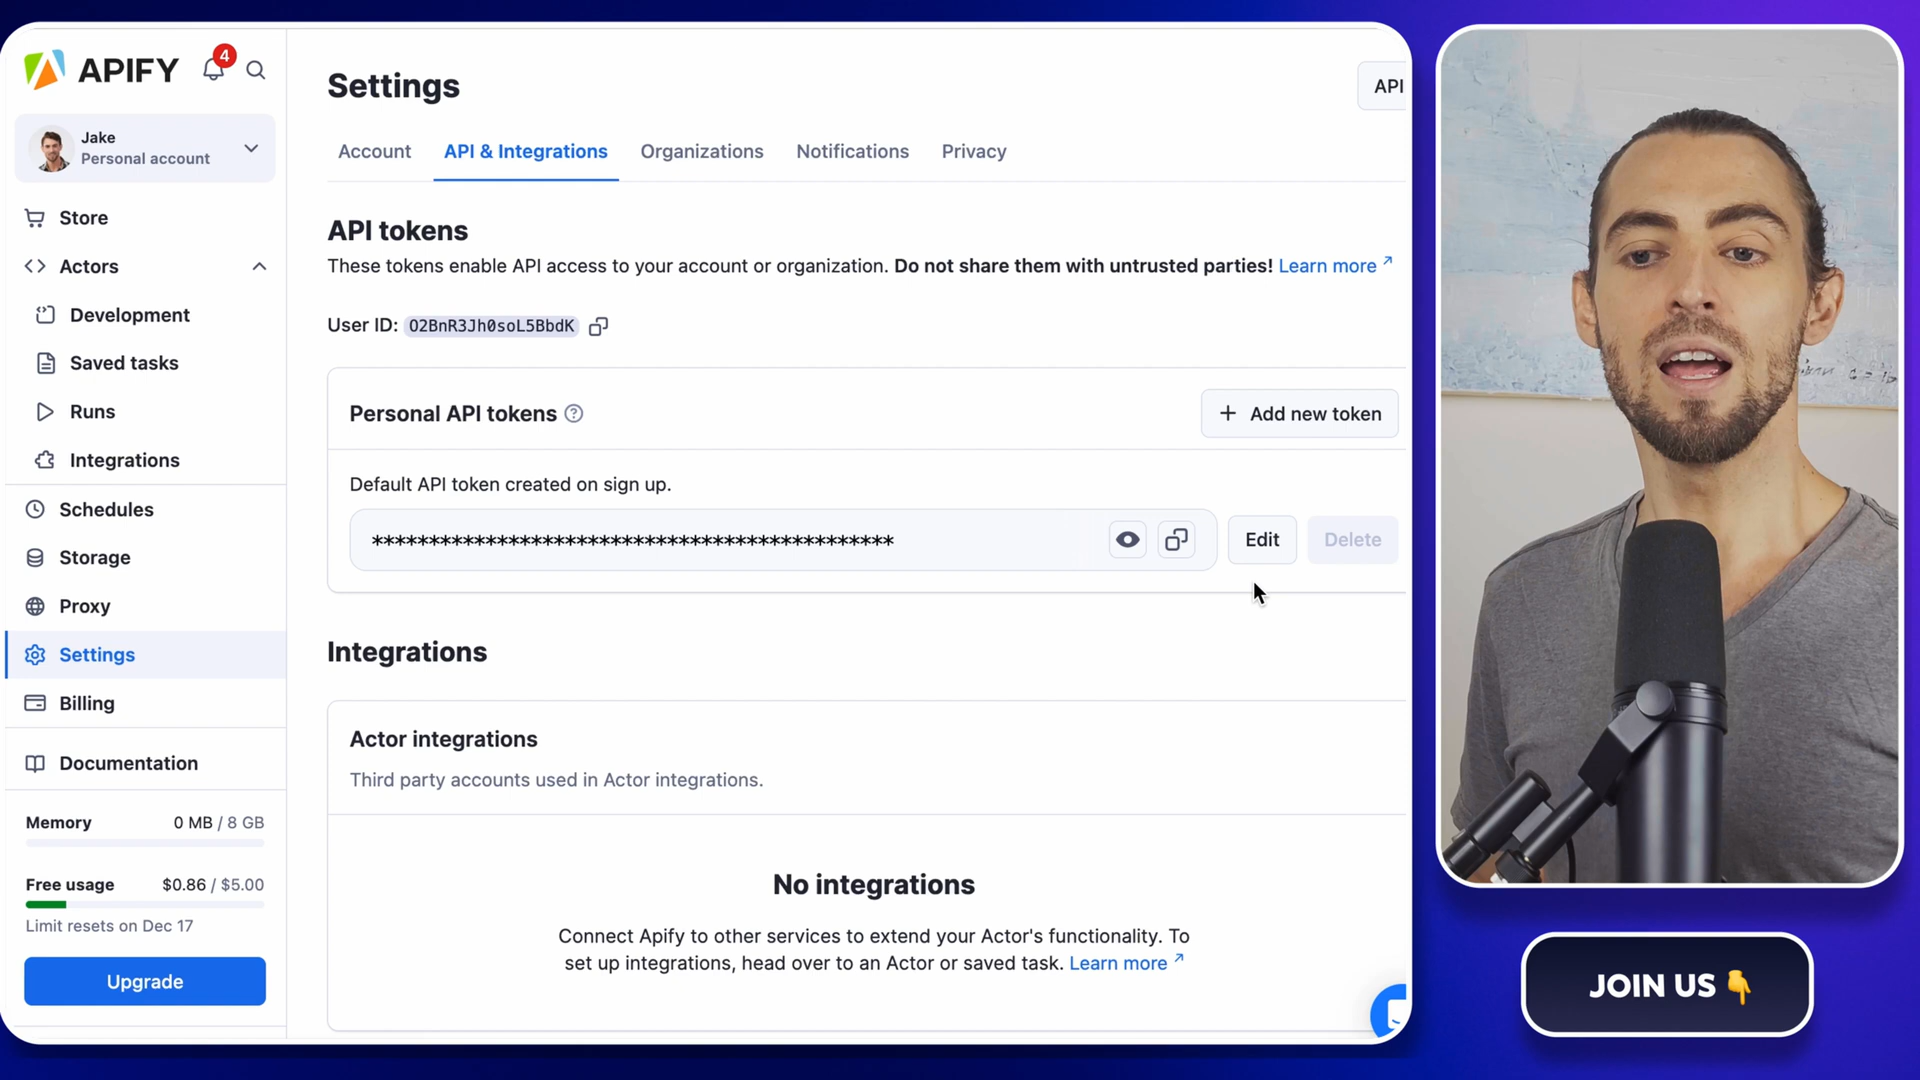 APIFY
4
Jake
Personal account
Store
Actors
Development
Saved tasks
Runs
Integrations
Schedules
Storage
Proxy
Settings
Billing
Documentation
Memory 0 MB / 8 GB
Free usage $0.86 / $5.00
Limit resets on Dec 17
Upgrade
Settings
API
Account API & Integrations Organizations Notifications Privacy
API tokens
These tokens enable API access to your account or organization. Do not share them with untrusted parties! Learn more
User ID: O2BnR3Jh0soL5BbdK
Personal API tokens
+ Add new token
Default API token created on sign up.
************************************************
Edit
Delete
Integrations
Actor integrations
Third party accounts used in Actor integrations.
No integrations
Connect Apify to other services to extend your Actor's functionality. To
set up integrations, head over to an Actor or saved task. Learn more
JOIN US 👇